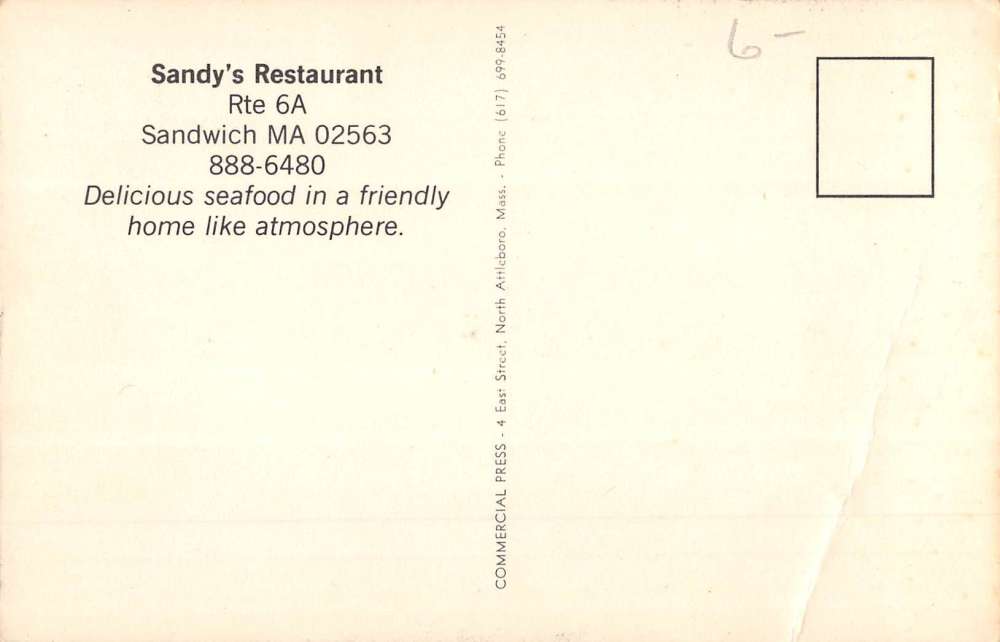 Sandy's Restaurant
Rte 6A
Sandwich MA 02563
888-6480
Delicious seafood in a friendly
home like atmosphere.
COMMERCIAL PRESS - 4 East Street, North Attleboro, Mass. - Phone (617) 699-8454
6-